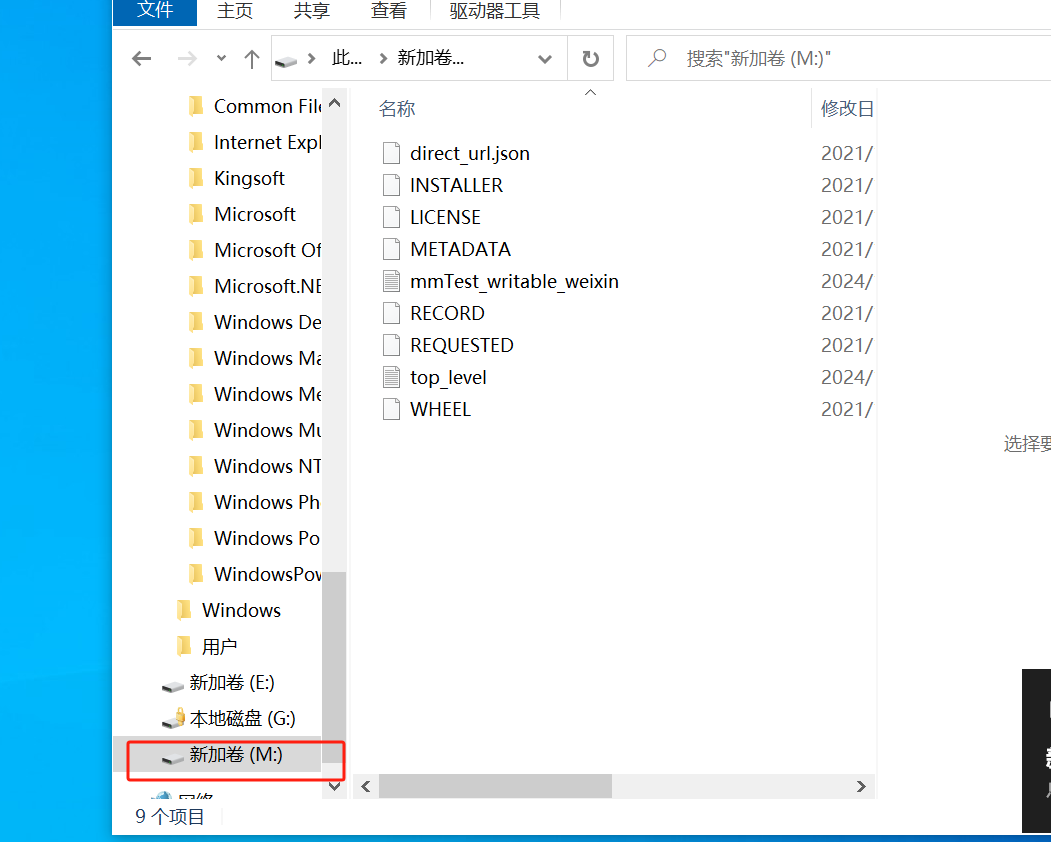 文件 主页 共享 查看 驱动器工具
此... 新加卷... 搜索"新加卷 (M:)"
Common File
Internet Expl
Kingsoft
Microsoft
Microsoft Of
Microsoft.NE
Windows De
Windows Ma
Windows Me
Windows Mu
Windows NT
Windows Ph
Windows Po
WindowsPow
Windows
用户
新加卷 (E:)
本地磁盘 (G:)
新加卷 (M:)
网络
名称 修改日
direct_url.json 2021/
INSTALLER 2021/
LICENSE 2021/
METADATA 2021/
mmTest_writable_weixin 2024/
RECORD 2021/
REQUESTED 2021/
top_level 2024/
WHEEL 2021/
选择要
9 个项目